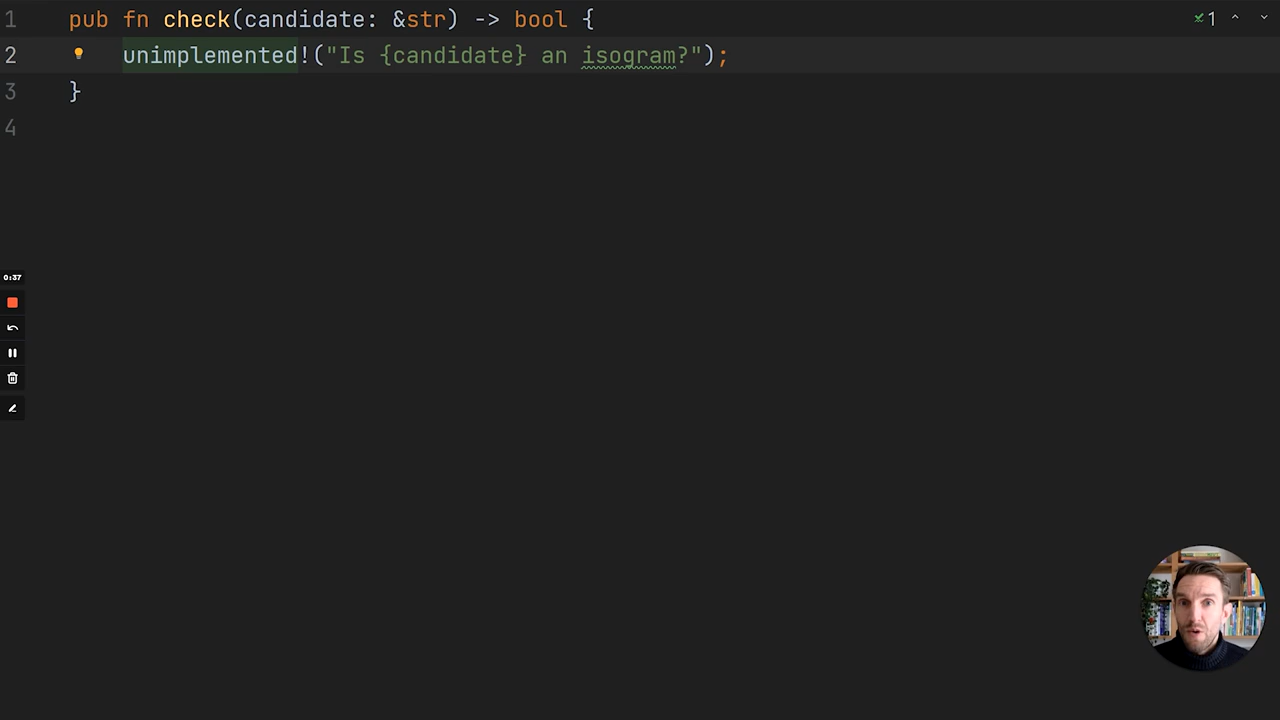 1 pub fn check(candidate: &str) -> bool {
2 unimplemented!("Is {candidate} an isogram?");
3 }
4
1
0:37